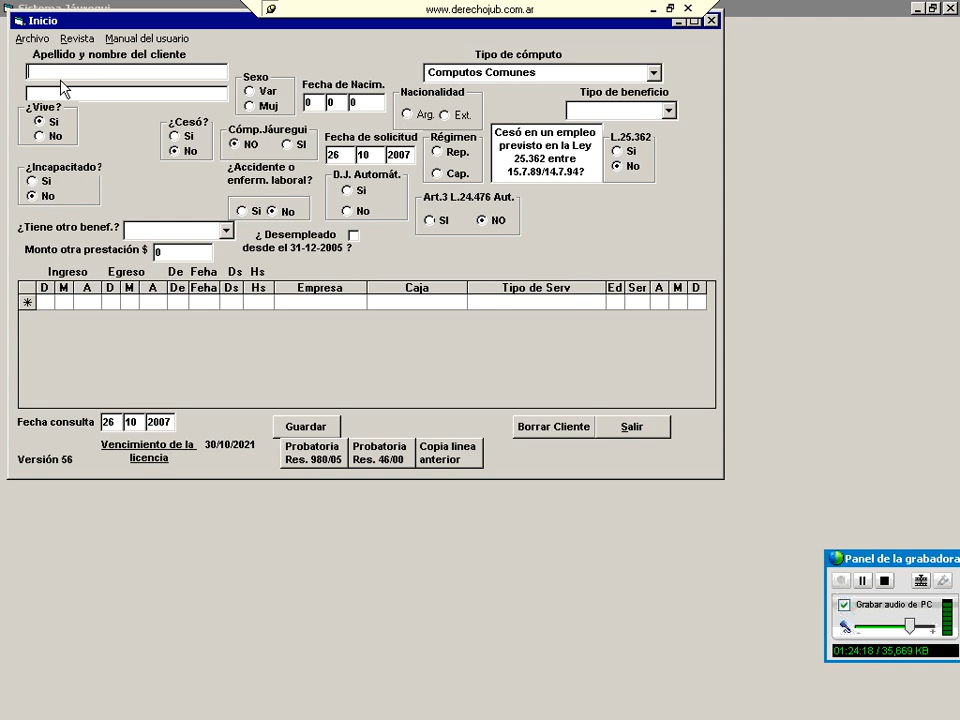 Sistema Jáuregui
www.derechojub.com.ar
Inicio
Archivo Revista Manual del usuario
Apellido y nombre del cliente
Tipo de cómputo
Computos Comunes
Sexo
Var
Muj
Fecha de Nacim.
0 0 0
Nacionalidad
Arg. Ext.
Tipo de beneficio
¿Vive?
Si
No
¿Cesó?
Si
No
Cómp.Jáuregui
NO SI
Fecha de solicitud
26 10 2007
Régimen
Rep.
Cap.
Cesó en un empleo
previsto en la Ley
25.362 entre
15.7.89/14.7.94?
L.25.362
Si
No
¿Incapacitado?
Si
No
¿Accidente o
enferm. laboral?
Si No
D.J. Automát.
Si
No
Art.3 L.24.476 Aut.
SI NO
¿Tiene otro benef.?
¿ Desempleado
desde el 31-12-2005 ?
Monto otra prestación $ 0
Ingreso Egreso De Feha Ds Hs
D M A D M A De Feha Ds Hs Empresa Caja Tipo de Serv Ed Ser A M D
Fecha consulta 26 10 2007
Guardar
Borrar Cliente
Salir
Vencimiento de la
licencia
30/10/2021
Probatoria
Res. 980/05
Probatoria
Res. 46/00
Copia linea
anterior
Versión 56
Panel de la grabadora
Grabar audio de PC
01:24:18 / 35,669 KB